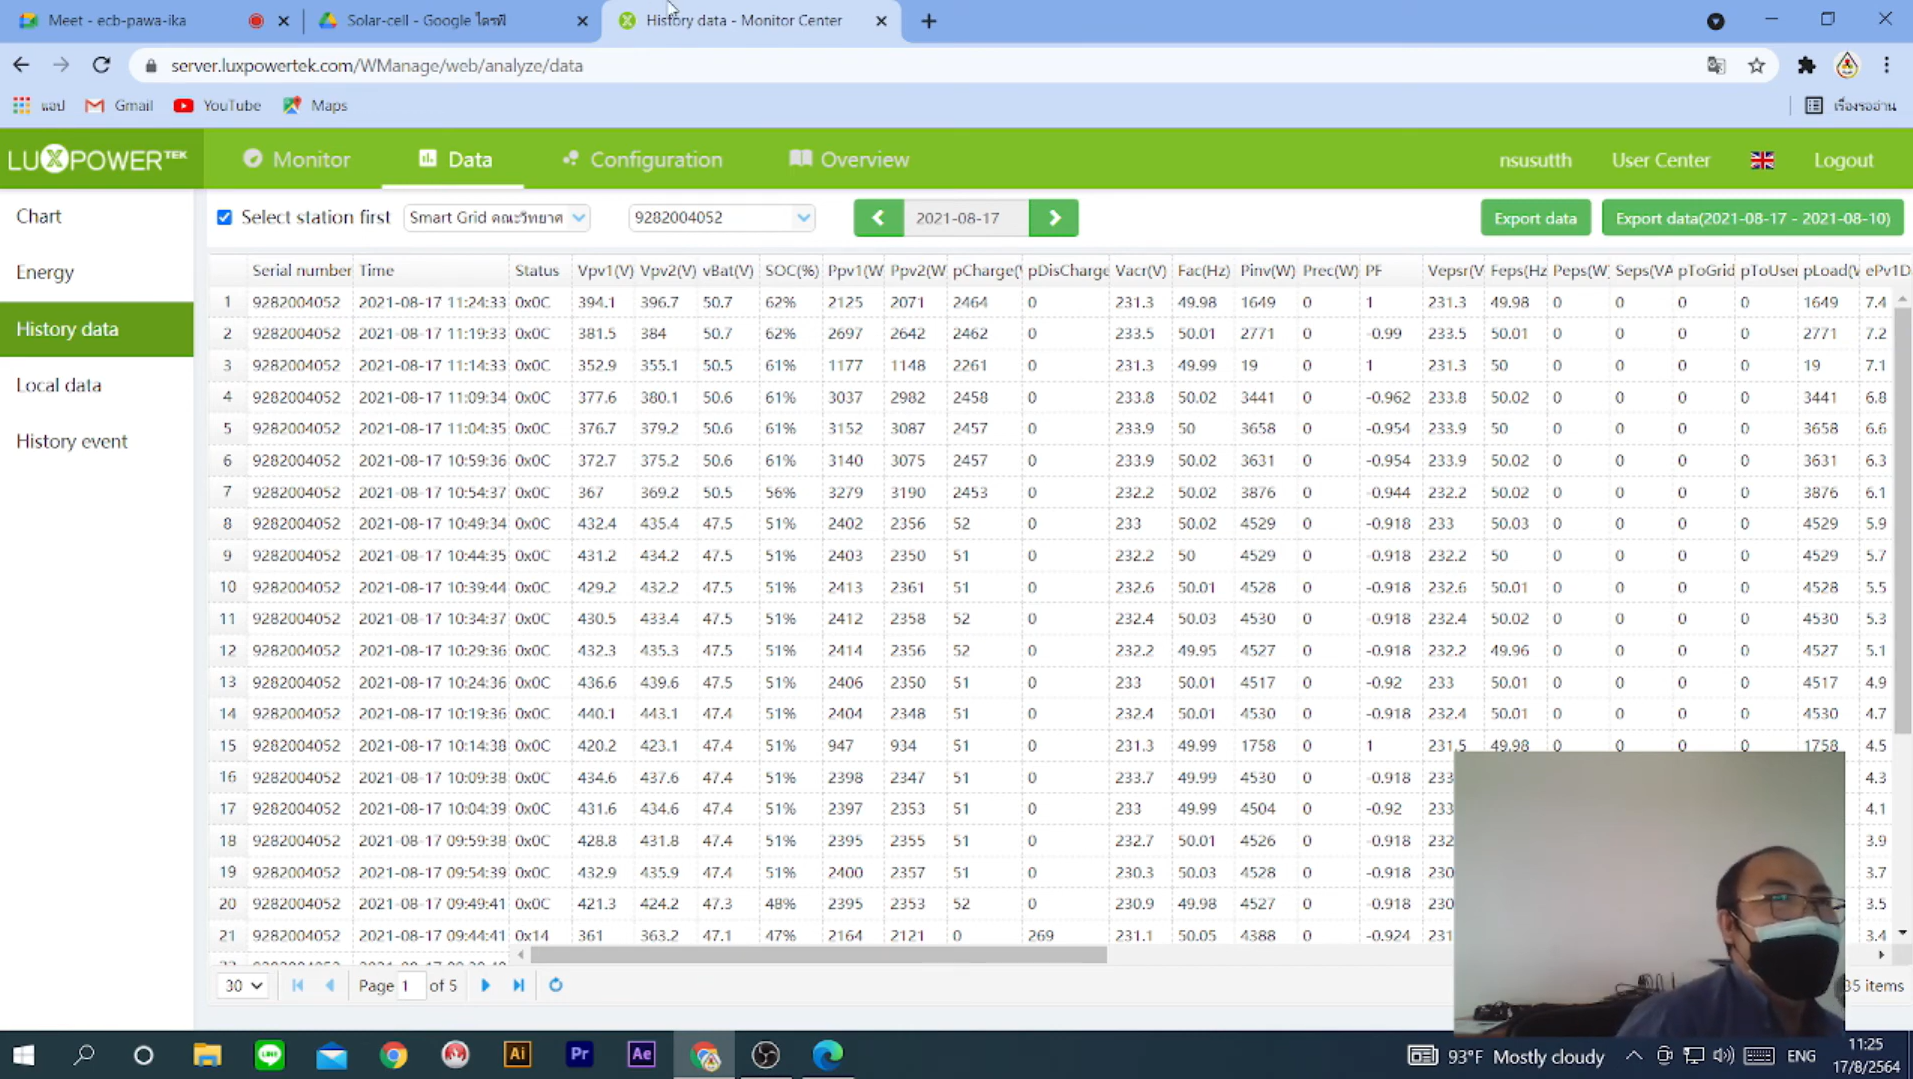 Meet - ecb-pawa-ika
Solar-cell - Google ไดรฟ์
History data - Monitor Center
server.luxpowertek.com/WManage/web/analyze/data
แอป Gmail YouTube Maps เรื่องรออ่าน
LUXPOWERTEK Monitor Data Configuration Overview nsusutth User Center Logout
Chart
Energy
History data
Local data
History event
Select station first Smart Grid คณะวิทยาศ 9282004052 2021-08-17 Export data Export data(2021-08-17 - 2021-08-10)
Serial number Time Status Vpv1(V) Vpv2(V) vBat(V) SOC(%) Ppv1(W Ppv2(W pCharge( pDisCharge Vacr(V) Fac(Hz) Pinv(W) Prec(W) PF Vepsr(V Feps(Hz Peps(W) Seps(VA pToGrid pToUser pLoad( ePv1D
1 9282004052 2021-08-17 11:24:33 0x0C 394.1 396.7 50.7 62% 2125 2071 2464 0 231.3 49.98 1649 0 1 231.3 49.98 0 0 0 0 1649 7.4
2 9282004052 2021-08-17 11:19:33 0x0C 381.5 384 50.7 62% 2697 2642 2462 0 233.5 50.01 2771 0 -0.99 233.5 50.01 0 0 0 0 2771 7.2
3 9282004052 2021-08-17 11:14:33 0x0C 352.9 355.1 50.5 61% 1177 1148 2261 0 231.3 49.99 19 0 1 231.3 50 0 0 0 0 19 7.1
4 9282004052 2021-08-17 11:09:34 0x0C 377.6 380.1 50.6 61% 3037 2982 2458 0 233.8 50.02 3441 0 -0.962 233.8 50.02 0 0 0 0 3441 6.8
5 9282004052 2021-08-17 11:04:35 0x0C 376.7 379.2 50.6 61% 3152 3087 2457 0 233.9 50 3658 0 -0.954 233.9 50 0 0 0 0 3658 6.6
6 9282004052 2021-08-17 10:59:36 0x0C 372.7 375.2 50.6 61% 3140 3075 2457 0 233.9 50.02 3631 0 -0.954 233.9 50.02 0 0 0 0 3631 6.3
7 9282004052 2021-08-17 10:54:37 0x0C 367 369.2 50.5 56% 3279 3190 2453 0 232.2 50.02 3876 0 -0.944 232.2 50.02 0 0 0 0 3876 6.1
8 9282004052 2021-08-17 10:49:34 0x0C 432.4 435.4 47.5 51% 2402 2356 52 0 233 50.02 4529 0 -0.918 233 50.03 0 0 0 0 4529 5.9
9 9282004052 2021-08-17 10:44:35 0x0C 431.2 434.2 47.5 51% 2403 2350 51 0 232.2 50 4529 0 -0.918 232.2 50 0 0 0 0 4529 5.7
10 9282004052 2021-08-17 10:39:44 0x0C 429.2 432.2 47.5 51% 2413 2361 51 0 232.6 50.01 4528 0 -0.918 232.6 50.01 0 0 0 0 4528 5.5
11 9282004052 2021-08-17 10:34:37 0x0C 430.5 433.4 47.5 51% 2412 2358 52 0 232.4 50.03 4530 0 -0.918 232.4 50.02 0 0 0 0 4530 5.3
12 9282004052 2021-08-17 10:29:36 0x0C 432.3 435.3 47.5 51% 2414 2356 52 0 232.2 49.95 4527 0 -0.918 232.2 49.96 0 0 0 0 4527 5.1
13 9282004052 2021-08-17 10:24:36 0x0C 436.6 439.6 47.5 51% 2406 2350 51 0 233 50.01 4517 0 -0.92 233 50.01 0 0 0 0 4517 4.9
14 9282004052 2021-08-17 10:19:36 0x0C 440.1 443.1 47.4 51% 2404 2348 51 0 232.4 50.01 4530 0 -0.918 232.4 50.01 0 0 0 0 4530 4.7
15 9282004052 2021-08-17 10:14:38 0x0C 420.2 423.1 47.4 51% 947 934 51 0 231.3 49.99 1758 0 1 231.5 49.98 0 0 0 0 1758 4.5
16 9282004052 2021-08-17 10:09:38 0x0C 434.6 437.6 47.4 51% 2398 2347 51 0 233.7 49.99 4530 0 -0.918 233 4.3
17 9282004052 2021-08-17 10:04:39 0x0C 431.6 434.6 47.4 51% 2397 2353 51 0 233 49.99 4504 0 -0.92 233 4.1
18 9282004052 2021-08-17 09:59:38 0x0C 428.8 431.8 47.4 51% 2395 2355 51 0 232.7 50.01 4526 0 -0.918 232 3.9
19 9282004052 2021-08-17 09:54:39 0x0C 432.9 435.9 47.4 51% 2400 2357 51 0 230.3 50.03 4528 0 -0.918 230 3.7
20 9282004052 2021-08-17 09:49:41 0x0C 421.3 424.2 47.3 48% 2395 2353 52 0 230.9 49.98 4527 0 -0.918 230 3.5
21 9282004052 2021-08-17 09:44:41 0x14 361 363.2 47.1 47% 2164 2121 0 269 231.1 50.05 4388 0 -0.924 231 3.4
30 Page 1 of 5 35 items
Ai Pr Ae 93°F Mostly cloudy ENG 11:25
17/8/2564